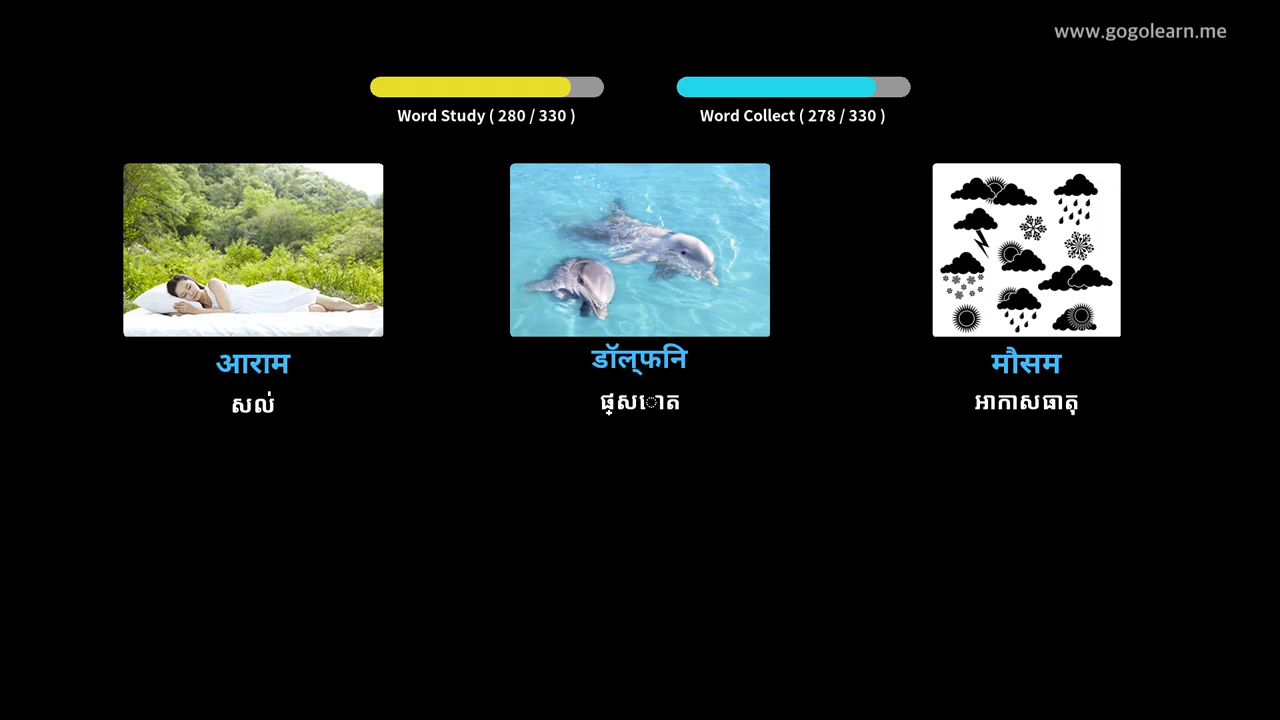 www.gogolearn.me
Word Study ( 280 / 330 )
Word Collect ( 278 / 330 )
आराम
डॉल्फनि
मौसम
សល់
ផ្សោត
អាកាសធាតុ